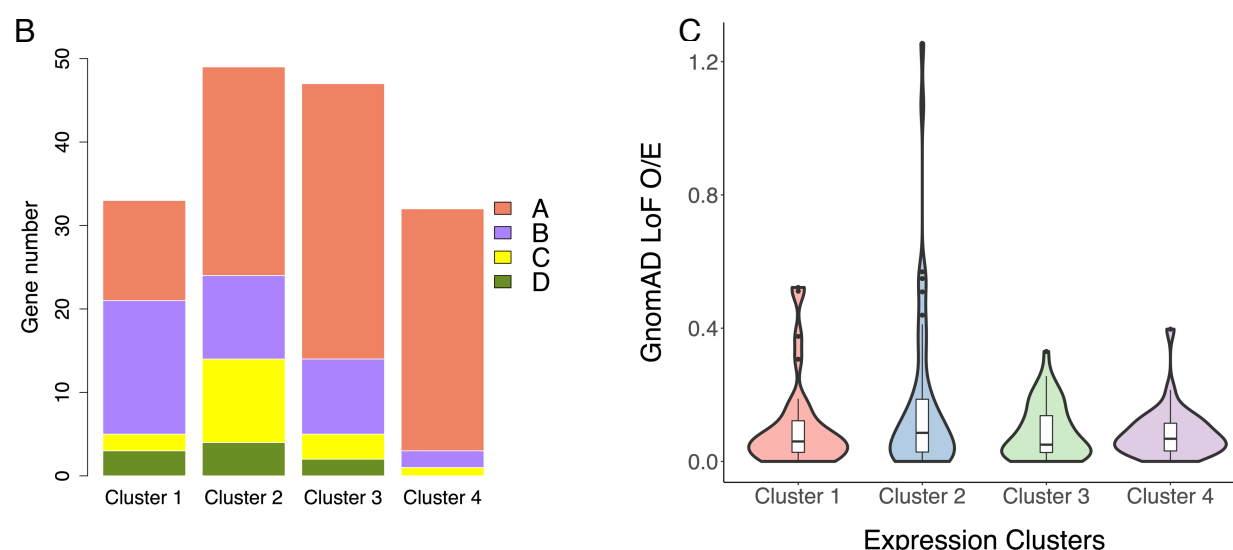 B
Gene number
50
40
30
20
10
0
Cluster 1 Cluster 2 Cluster 3 Cluster 4
A
B
C
D
C
GnomAD LoF O/E
1.2
0.8
0.4
0.0
Cluster 1 Cluster 2 Cluster 3 Cluster 4
Expression Clusters